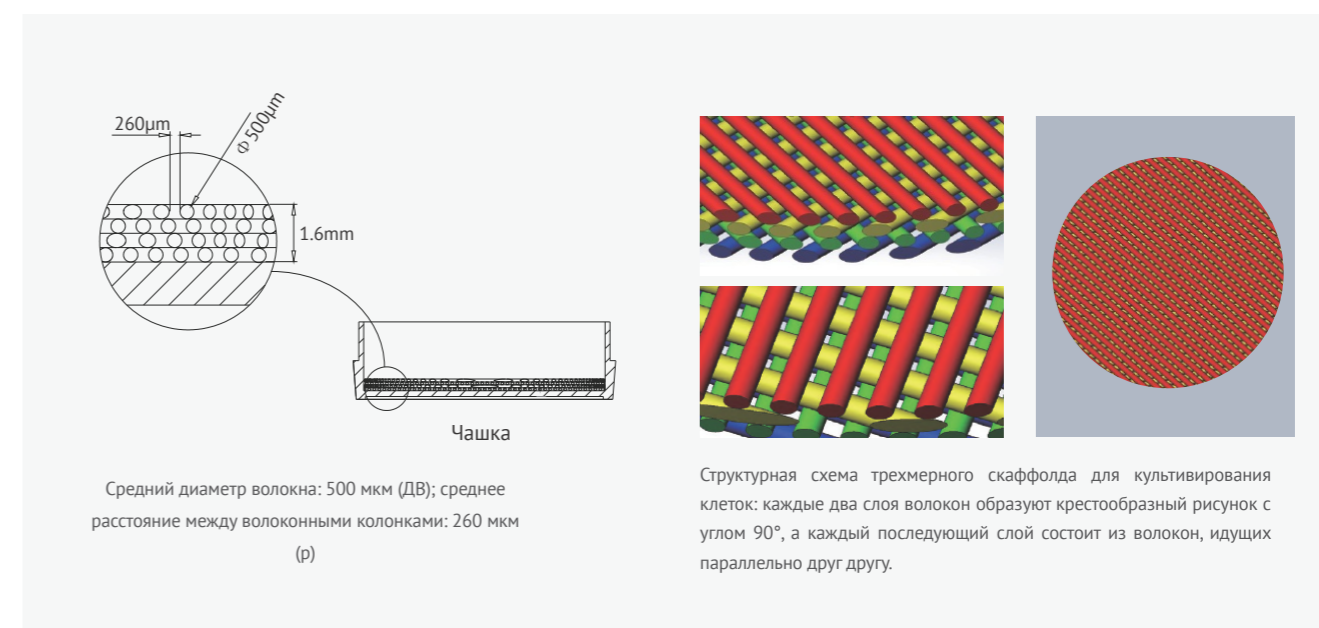 260µm
Φ 500µm
1.6mm
Чашка
Средний диаметр волокна: 500 мкм (ДВ); среднее
расстояние между волоконными колонками: 260 мкм
(р)
Структурная схема трехмерного скаффолда для культивирования
клеток: каждые два слоя волокон образуют крестообразный рисунок с
углом 90°, а каждый последующий слой состоит из волокон, идущих
параллельно друг другу.